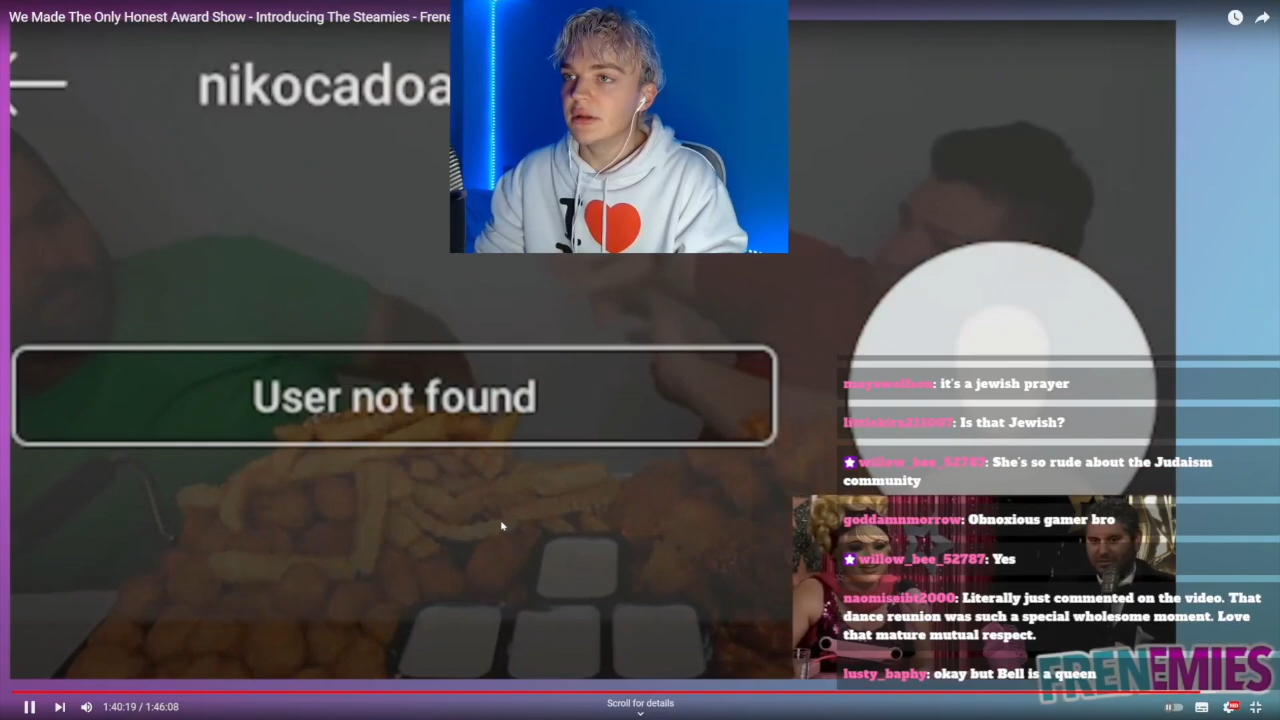 We Made The Only Honest Award Show - Introducing The Steamies - Frene
nikocadoa
User not found
I
: it's a jewish prayer
: Is that Jewish?
willow_bee_52787: She's so rude about the Judaism
community
goddamnmorrow: Obnoxious gamer bro
willow_bee_52787: Yes
naomiseibt2000: Literally just commented on the video. That
dance reunion was such a special wholesome moment. Love
that mature mutual respect.
lusty_baphy: okay but Bell is a queen
FRENEMIES
1:40:19 / 1:46:08
Scroll for details
HD